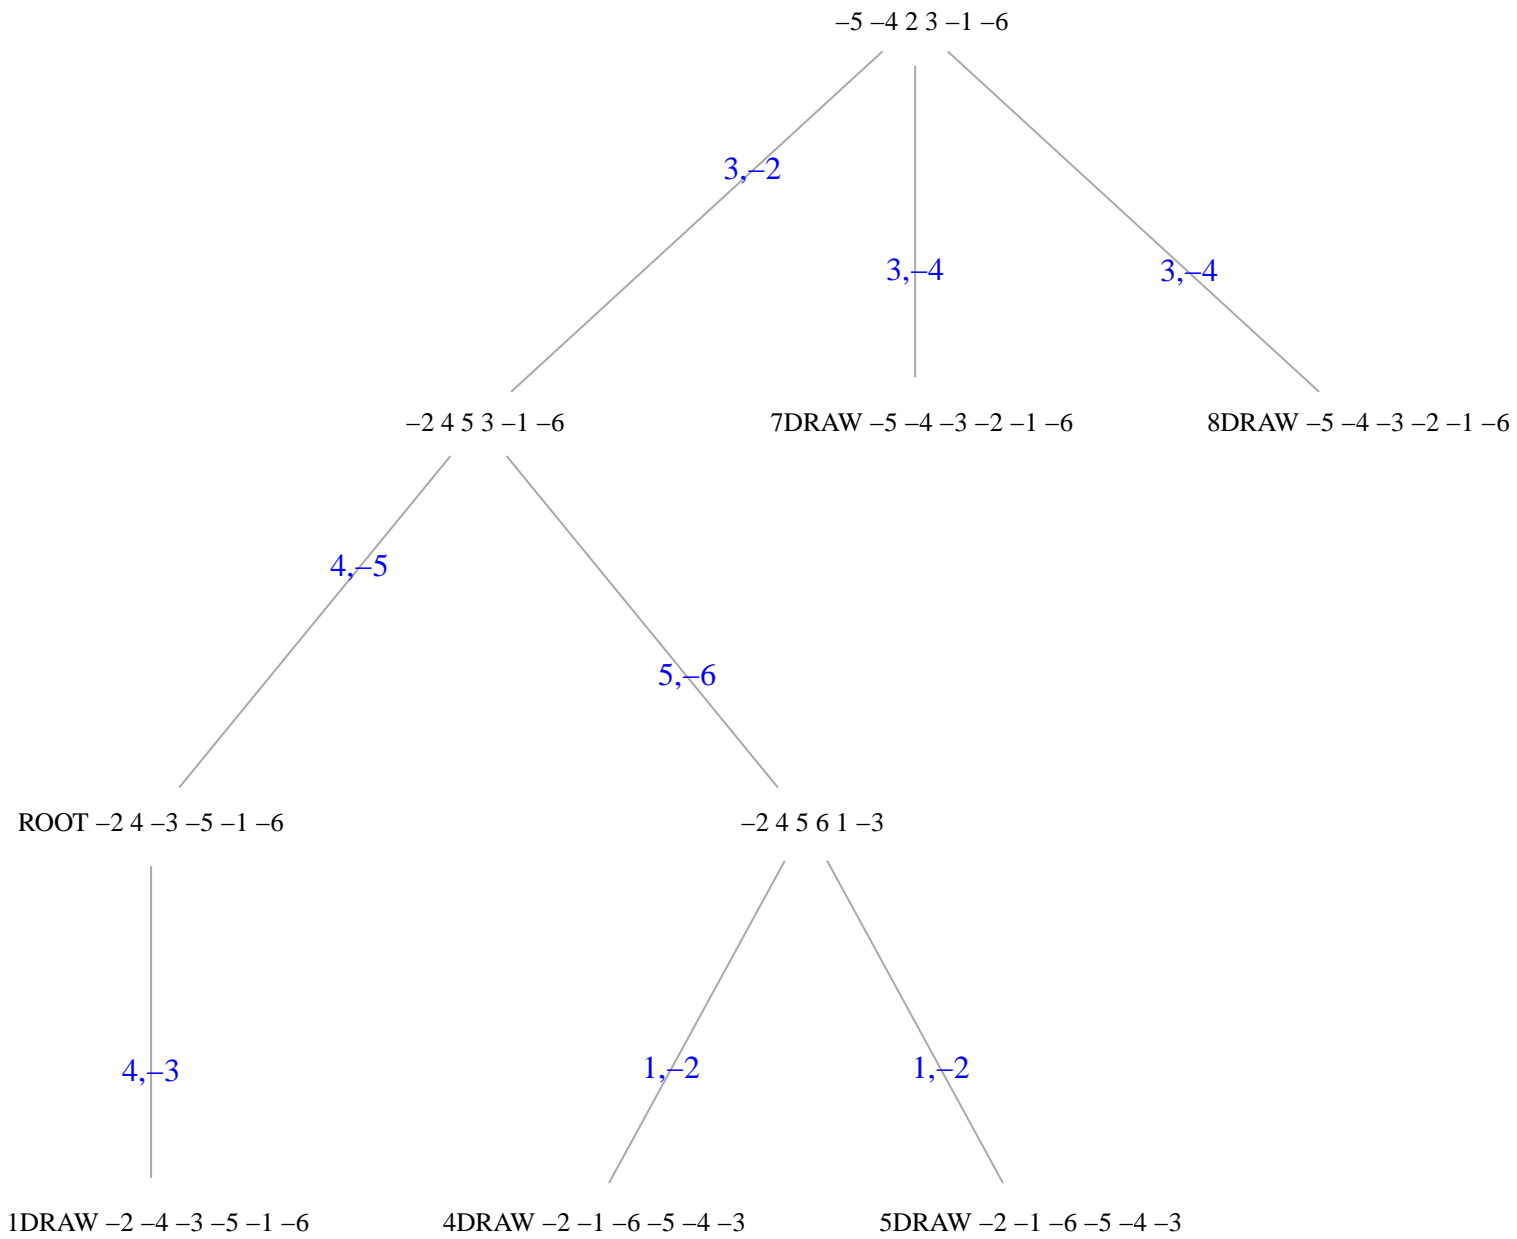 –5 –4 2 3 –1 –6
3,–2
3,–4
3,–4
–2 4 5 3 –1 –6
7DRAW –5 –4 –3 –2 –1 –6
8DRAW –5 –4 –3 –2 –1 –6
4,–5
5,–6
ROOT –2 4 –3 –5 –1 –6
–2 4 5 6 1 –3
4,–3
1,–2
1,–2
1DRAW –2 –4 –3 –5 –1 –6
4DRAW –2 –1 –6 –5 –4 –3
5DRAW –2 –1 –6 –5 –4 –3